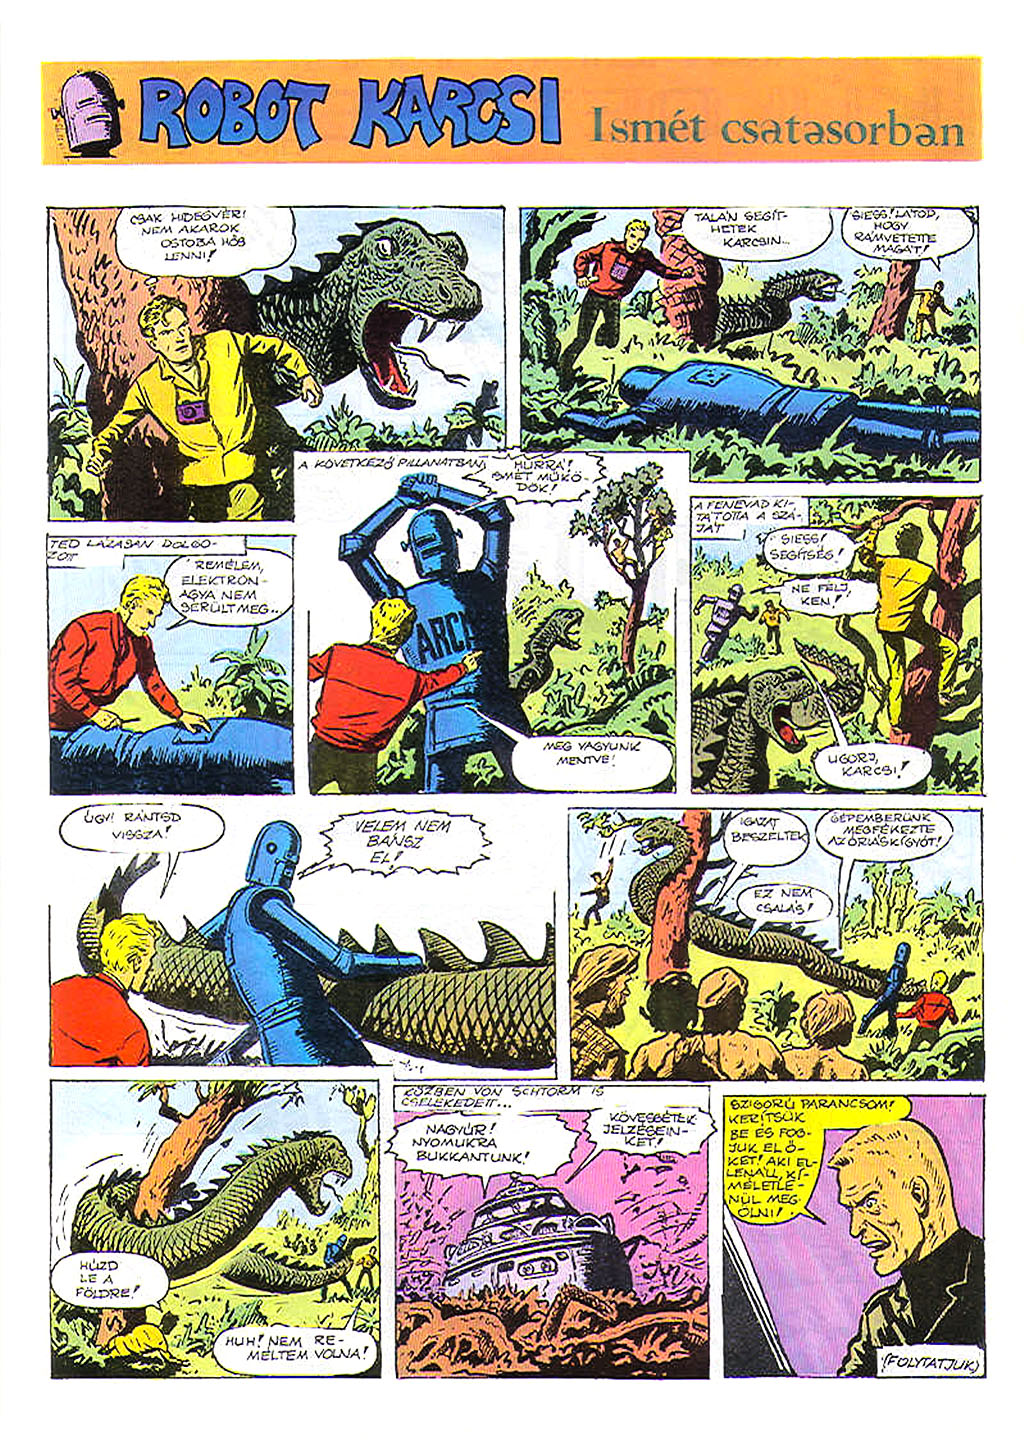 ROBOT KARCSI
Ismét csatasorban
CSAK HIDEGVÉR!
NEM AKAROK
OSTOBA HŐS
LENNI!
TALÁN SEGÍT-
HETEK
KARCSIN...
SIESS! LÁTOD,
HOGY
RÁMVETETTE
MAGÁT!
TED LÁZASAN DOLGO-
ZOTT
REMÉLEM,
ELEKTRON-
AGYA NEM
SÉRÜLT MEG...
A KÖVETKEZŐ PILLANATBAN,
HURRÁ!
ISMÉT MŰKÖ-
DÖK!
ARCA
MEG VAGYUNK
MENTVE!
A FENEVAD KI-
TÁTOTTA A SZÁ-
JÁT
SIESS!
SEGÍTSÉG!
NE FÉLJ
KEN!
UGORJ,
KARCSI!
ÚGY! RÁNTSD
VISSZA!
VELEM NEM
BÁNSZ
EL!
IGAZAT
BESZÉLTEK
GÉPEMBERÜNK
MEGFÉKEZTE
AZ ÓRIÁSKÍGYÓT!
EZ NEM
CSALÁS!
HÚZD
LE A
FÖLDRE!
HUH! NEM RE-
MÉLTEM VOLNA!
KÖZBEN VON SCHTORM IS
CSELEKEDETT...
NAGYÚR!
NYOMUKRA
BUKKANTUNK!
KÖVESSÉTEK
JELZÉSEIN-
KET!
SZIGORÚ PARANCSOM!
KERÍTSÜK
BE ÉS FOG-
JUK EL Ő-
KET! AKI EL-
LENÁLL, KÍ-
MÉLETLE-
NÜL MEG-
ÖLNI!
(FOLYTATJUK)